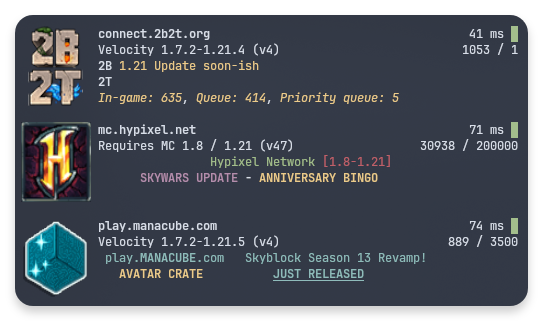 2B
2T
connect.2b2t.org 41 ms
Velocity 1.7.2-1.21.4 (v4) 1053 / 1
2B 1.21 Update soon-ish
2T
In-game: 635, Queue: 414, Priority queue: 5
H
mc.hypixel.net 71 ms
Requires MC 1.8 / 1.21 (v47) 30938 / 200000
Hypixel Network [1.8-1.21]
SKYWARS UPDATE - ANNIVERSARY BINGO
play.manacube.com 74 ms
Velocity 1.7.2-1.21.5 (v4) 889 / 3500
play.MANACUBE.com Skyblock Season 13 Revamp!
AVATAR CRATE JUST RELEASED